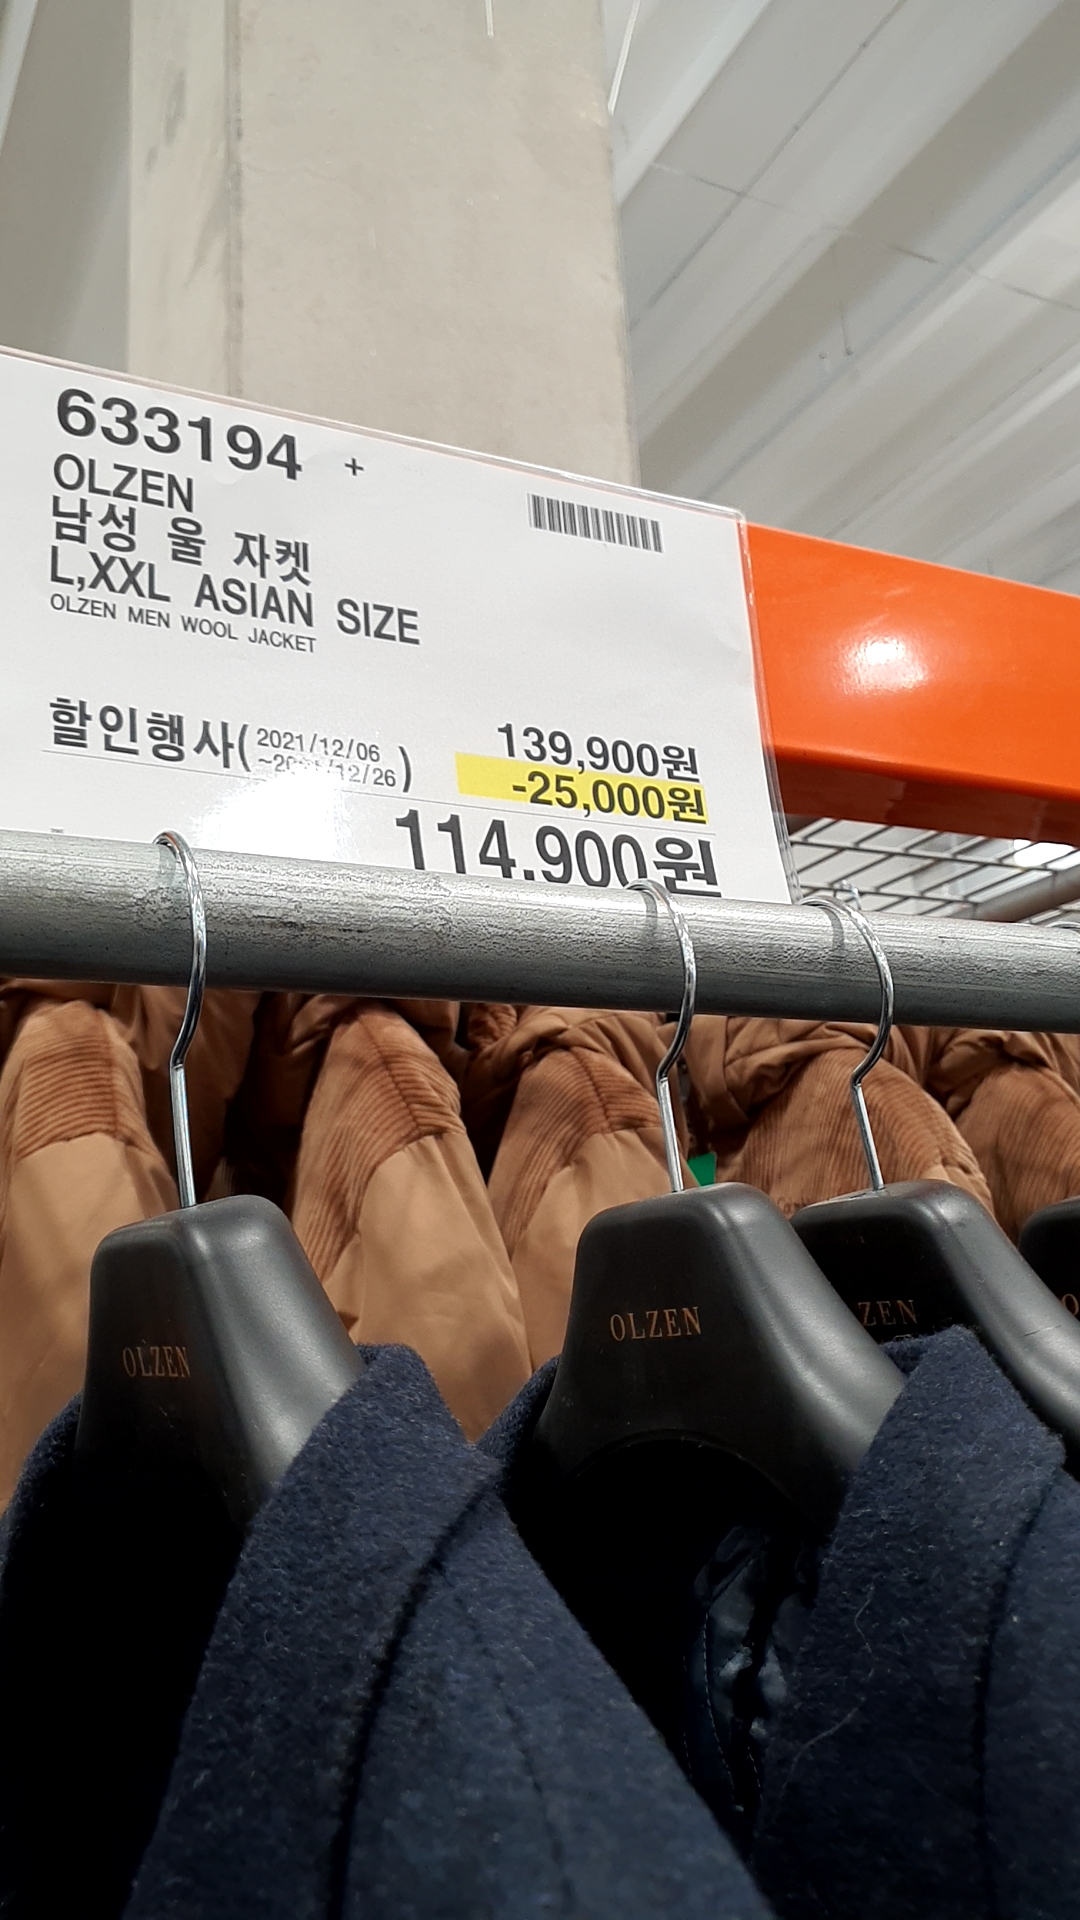 633194 +
OLZEN
남성 울 자켓
L,XXL ASIAN SIZE
OLZEN MEN WOOL JACKET
할인행사(2021/12/06
12/26)
139,900원
-25,000원
114,900원
OLZEN
OLZEN
ZEN